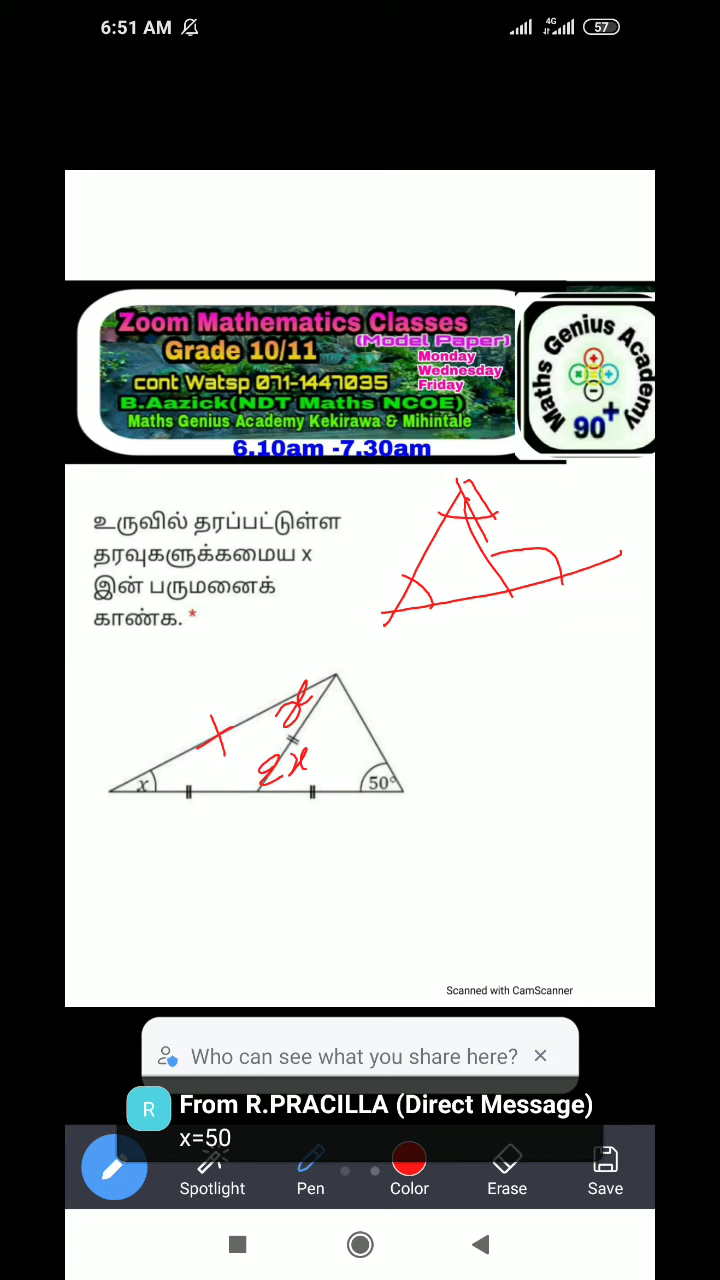 6:51 AM
4G
57
Zoom Mathematics Classes
(Model Paper)
Grade 10/11
Monday
Wednesday
Friday
cont Watsp 071-1447035
B.Aazick(NDT Maths NCOE)
Maths Genius Academy Kekirawa & Mihintale
6.10am -7.30am
Maths Genius Academy
90+
உருவில் தரப்பட்டுள்ள
தரவுகளுக்கமைய x
இன் பருமனைக்
காண்க. *
x
2x
x
50°
Scanned with CamScanner
Who can see what you share here?
R
From R.PRACILLA (Direct Message)
x=50
Spotlight
Pen
Color
Erase
Save